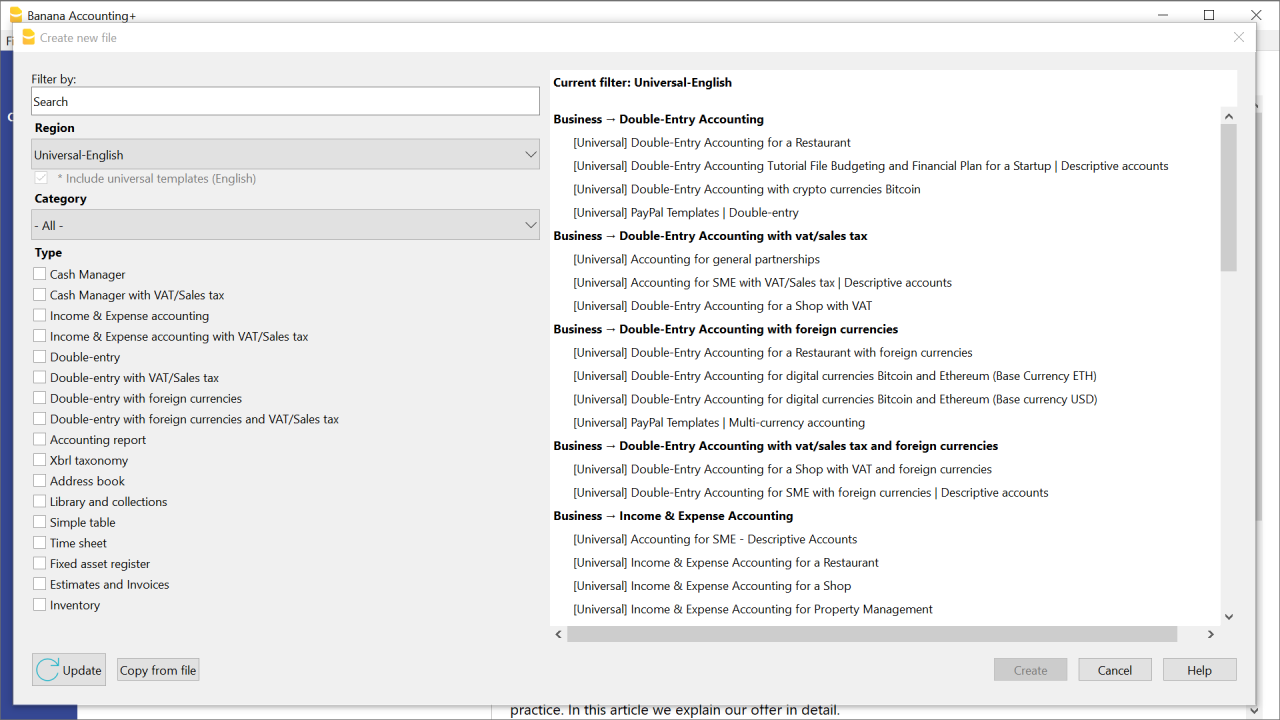 Banana Accounting+
Create new file
Filter by:
Search
Region
Universal-English
* Include universal templates (English)
Category
- All -
Type
Cash Manager
Cash Manager with VAT/Sales tax
Income & Expense accounting
Income & Expense accounting with VAT/Sales tax
Double-entry
Double-entry with VAT/Sales tax
Double-entry with foreign currencies
Double-entry with foreign currencies and VAT/Sales tax
Accounting report
Xbrl taxonomy
Address book
Library and collections
Simple table
Time sheet
Fixed asset register
Estimates and Invoices
Inventory
Update
Copy from file
Current filter: Universal-English
Business → Double-Entry Accounting
[Universal] Double-Entry Accounting for a Restaurant
[Universal] Double-Entry Accounting Tutorial File Budgeting and Financial Plan for a Startup | Descriptive accounts
[Universal] Double-Entry Accounting with crypto currencies Bitcoin
[Universal] PayPal Templates | Double-entry
Business → Double-Entry Accounting with vat/sales tax
[Universal] Accounting for general partnerships
[Universal] Accounting for SME with VAT/Sales tax | Descriptive accounts
[Universal] Double-Entry Accounting for a Shop with VAT
Business → Double-Entry Accounting with foreign currencies
[Universal] Double-Entry Accounting for a Restaurant with foreign currencies
[Universal] Double-Entry Accounting for digital currencies Bitcoin and Ethereum (Base Currency ETH)
[Universal] Double-Entry Accounting for digital currencies Bitcoin and Ethereum (Base currency USD)
[Universal] PayPal Templates | Multi-currency accounting
Business → Double-Entry Accounting with vat/sales tax and foreign currencies
[Universal] Double-Entry Accounting for a Shop with VAT and foreign currencies
[Universal] Double-Entry Accounting for SME with foreign currencies | Descriptive accounts
Business → Income & Expense Accounting
[Universal] Accounting for SME - Descriptive Accounts
[Universal] Income & Expense Accounting for a Restaurant
[Universal] Income & Expense Accounting for a Shop
[Universal] Income & Expense Accounting for Property Management
Create
Cancel
Help
practice. In this article we explain our offer in detail.